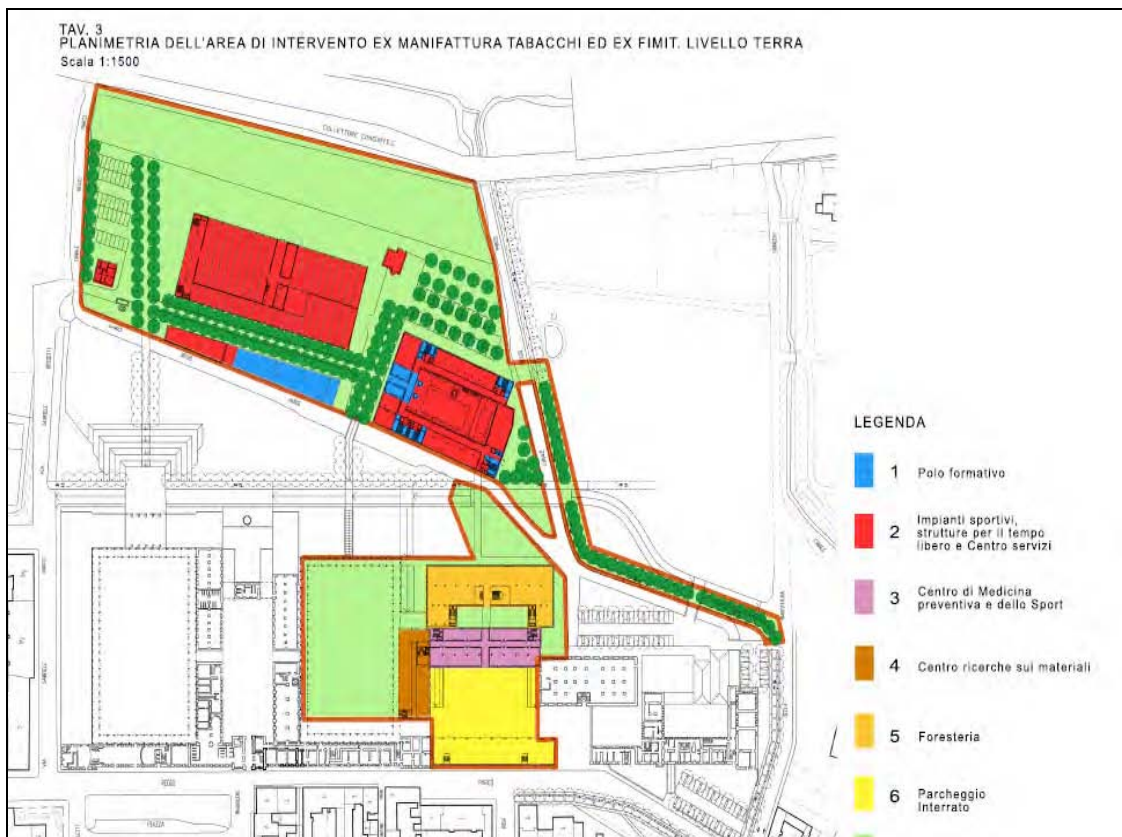 TAV. 3
PLANIMETRIA DELL'AREA DI INTERVENTO EX MANIFATTURA TABACCHI ED EX FIMIT. LIVELLO TERRA
Scala 1:1500
LEGENDA
1 Polo formativo
2 Impianti sportivi,
strutture per il tempo
libero e Centro servizi
3 Centro di Medicina
preventiva e dello Sport
4 Centro ricerche sui materiali
5 Foresteria
6 Parcheggio
Interrato
COLLETTORE
PIAZZA